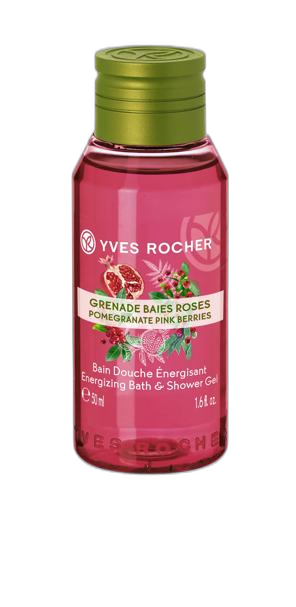 YVES ROCHER
GRENADE BAIES ROSES
POMEGRANATE PINK BERRIES
Bain Douche Énergisant
Energizing Bath & Shower Gel
℮ 50 ml 1.6 fl. oz.
YVES ROCHER